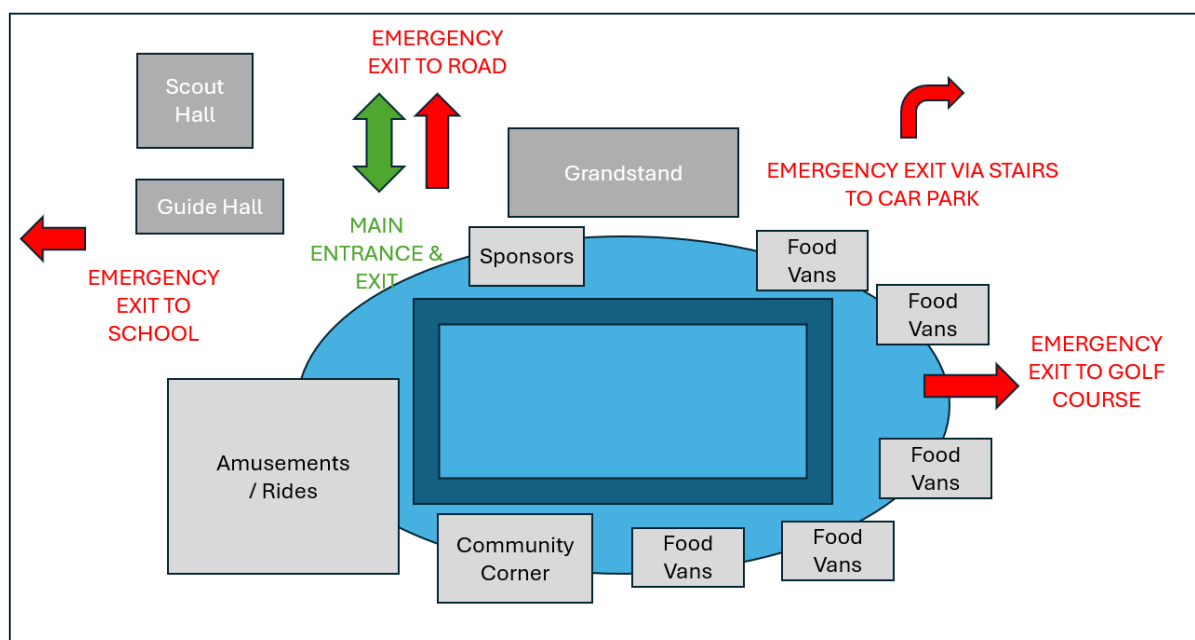 EMERGENCY
EXIT TO ROAD
Scout
Hall
Grandstand
EMERGENCY EXIT VIA STAIRS
TO CAR PARK
Guide Hall
MAIN
ENTRANCE &
EXIT
Sponsors
Food
Vans
EMERGENCY
EXIT TO
SCHOOL
Food
Vans
EMERGENCY
EXIT TO GOLF
COURSE
Amusements
/ Rides
Food
Vans
Community
Corner
Food
Vans
Food
Vans